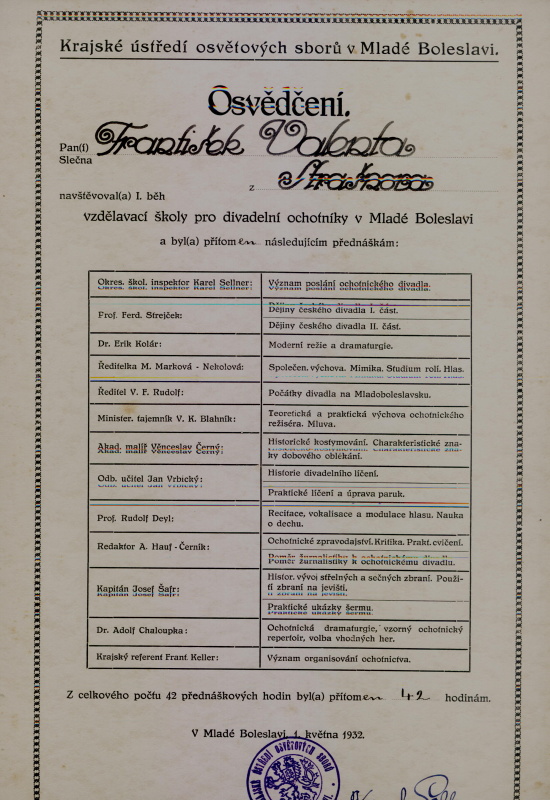 Krajské ústředí osvětových sborů v Mladé Boleslavi.
Osvědčení.
Pan(í) František Valenta
Slečna
z
navštěvoval(a) I. běh
vzdělavací školy pro divadelní ochotníky v Mladé Boleslavi
a byl(a) přítomen následujícím přednáškám:
Okres. škol. inspektor Karel Sellner: Význam poslání ochotnického divadla.
Prof. Ferd. Strejček: Dějiny českého divadla I. část.
Dějiny českého divadla II. část.
Dr. Erik Kolár: Moderní režie a dramaturgie.
Ředitelka M. Marková - Nekolová: Společen. výchova. Mimika. Studium rolí. Hlas.
Ředitel V. F. Rudolf: Počátky divadla na Mladoboleslavsku.
Minister. tajemník V. K. Blahník: Teoretická a praktická výchova ochotnického
režiséra. Mluva.
Akad. malíř Věnceslav Černý: Historické kostymování. Charakteristické zna-
ky dobového oblékání.
Odb. učitel Jan Vrbický: Historie divadelního líčení.
Praktické líčení a úprava paruk.
Prof. Rudolf Deyl: Recitace, vokalisace a modulace hlasu. Nauka
o dechu.
Redaktor A. Hauf - Černík: Ochotnické zpravodajství. Kritika. Prakt. cvičení.
Poměr žurnalistiky k ochotnickému divadlu.
Kapitán Josef Šafr: Histor. vývoj střelných a sečných zbraní. Použi-
tí zbraní na jevišti.
Praktické ukázky šermu.
Dr. Adolf Chaloupka: Ochotnická dramaturgie, vzorný ochotnický
repertoir, volba vhodných her.
Krajský referent Frant. Keller: Význam organisování ochotnictva.
Z celkového počtu 42 přednáškových hodin byl(a) přítomen 42 hodinám.
V Mladé Boleslavi, 1. května 1932.
ÚSTŘEDÍ OSVĚTOVÝCH SBORŮ